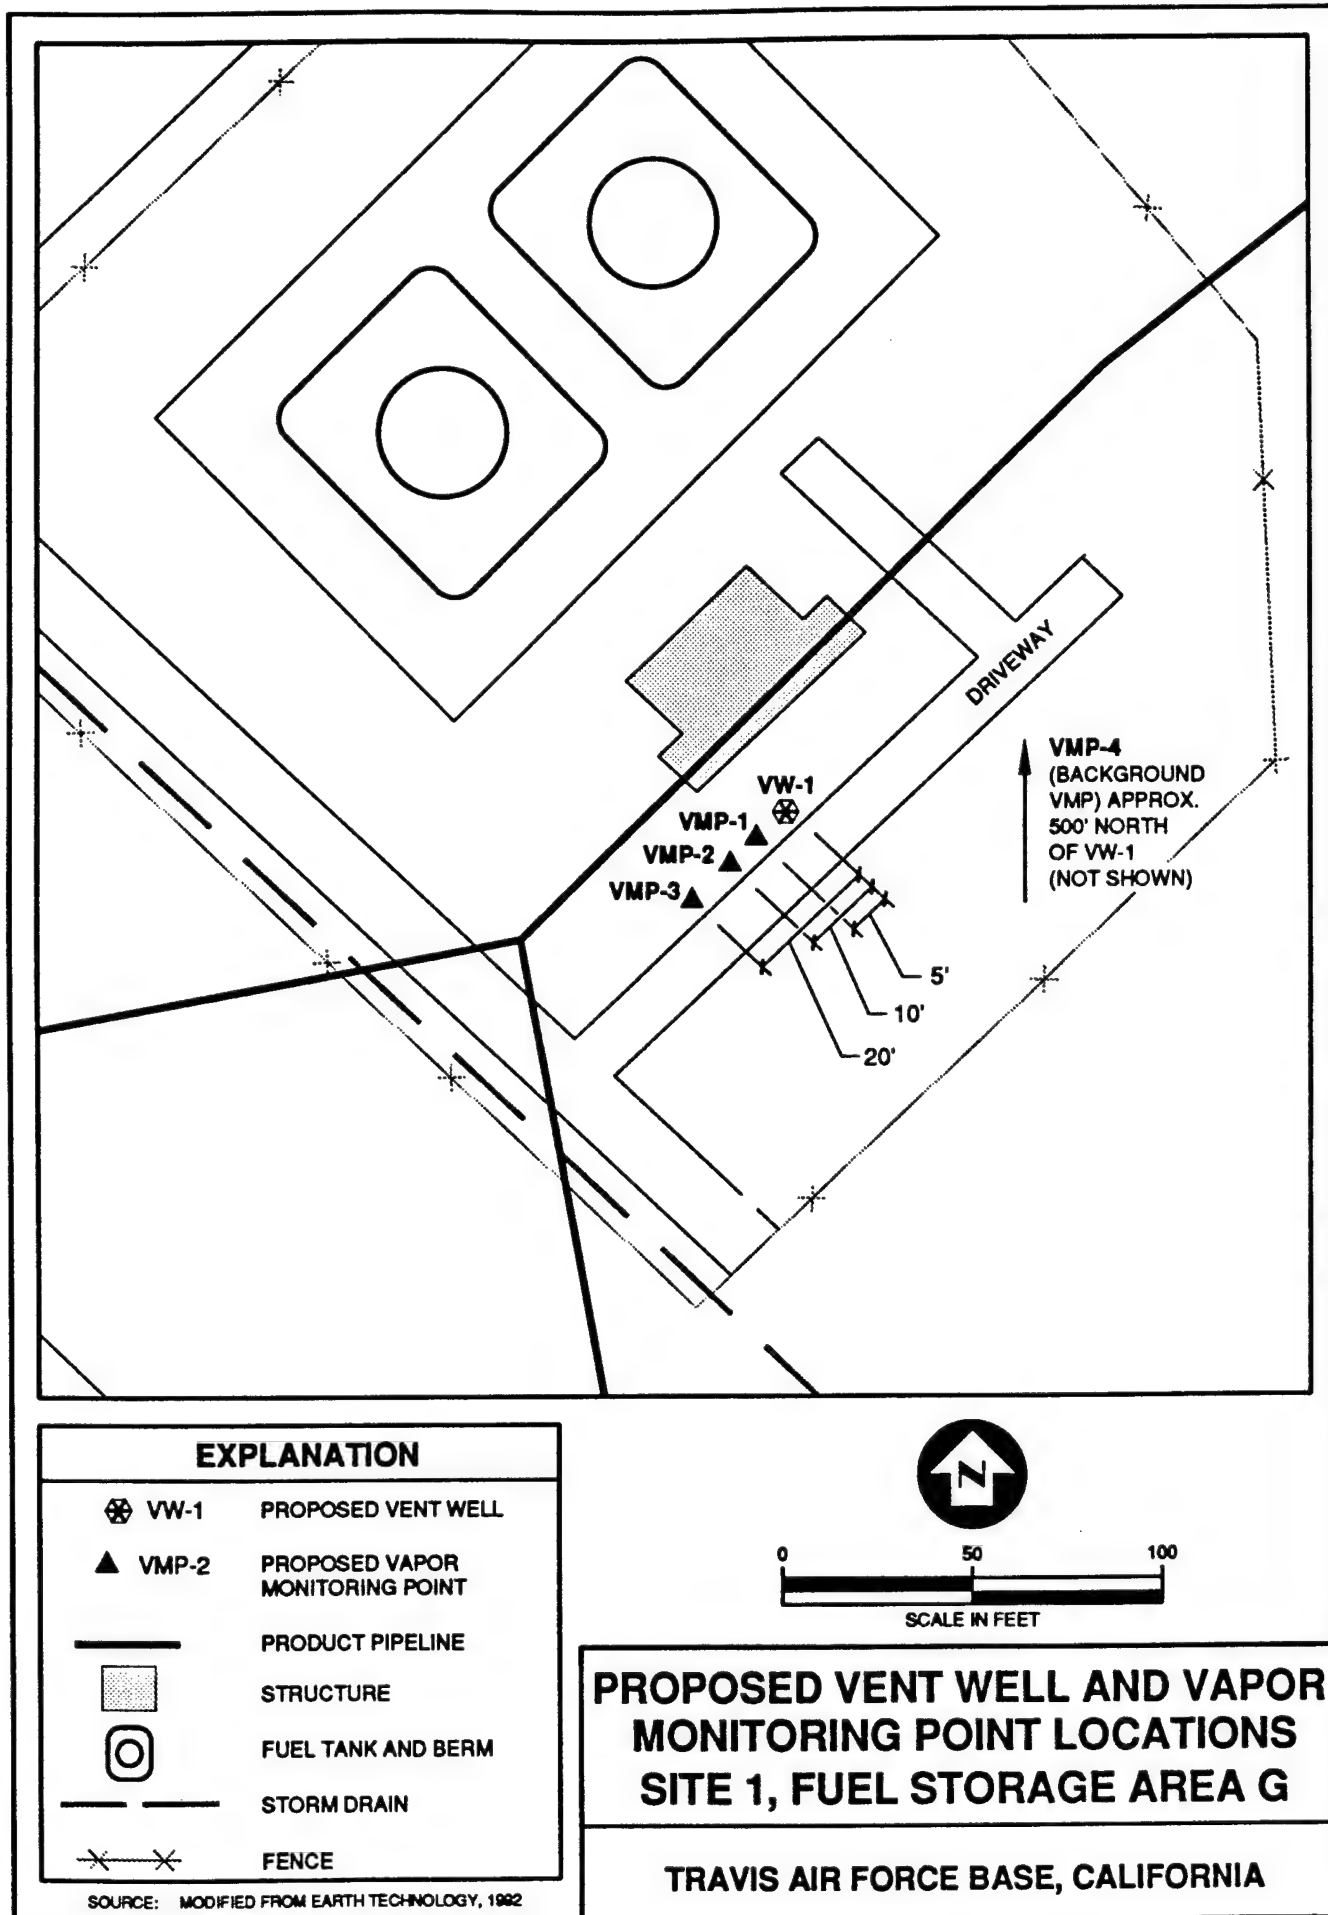 DRIVEWAY
VMP-4
(BACKGROUND
VMP) APPROX.
500' NORTH
OF VW-1
(NOT SHOWN)
VW-1
VMP-1
VMP-2
VMP-3
5'
10'
20'
EXPLANATION
VW-1 PROPOSED VENT WELL
VMP-2 PROPOSED VAPOR
MONITORING POINT
PRODUCT PIPELINE
STRUCTURE
FUEL TANK AND BERM
STORM DRAIN
FENCE
SOURCE: MODIFIED FROM EARTH TECHNOLOGY, 1992
N
0 50 100
SCALE IN FEET
PROPOSED VENT WELL AND VAPOR
MONITORING POINT LOCATIONS
SITE 1, FUEL STORAGE AREA G
TRAVIS AIR FORCE BASE, CALIFORNIA